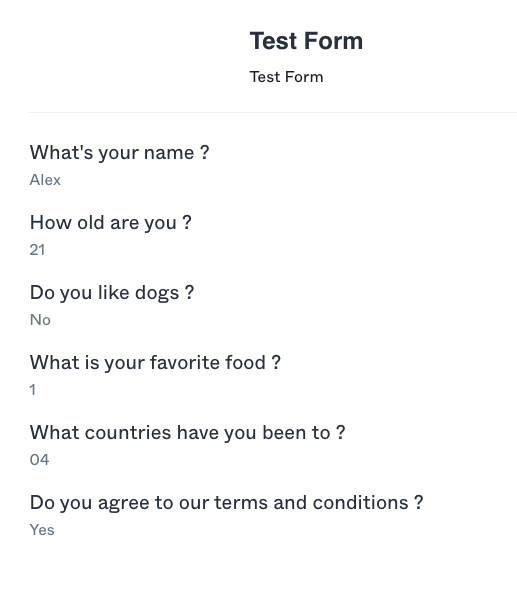 Test Form
Test Form
What's your name ?
Alex
How old are you ?
21
Do you like dogs ?
No
What is your favorite food ?
1
What countries have you been to ?
04
Do you agree to our terms and conditions ?
Yes